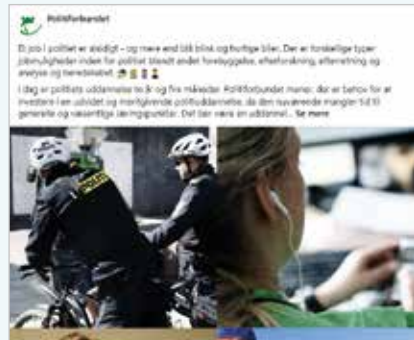 Politiforbundet
Et job i politiet er alsidigt - og mere end blå blink og hurtige biler. Der er forskellige typer
jobmuligheder inden for politiet blandt andet forebyggelse, efterforskning, efterretning og
analyse og beredskabet.
I dag er politiets uddannelse to år og fire måneder. Politiforbundet mener, der er behov for at
investere i en udvidet og meritgivende politiuddannelse, da den nuværende mangler tid til
generelle og væsentlige læringspunkter. Det bør være en uddannel... Se mere
POLITI